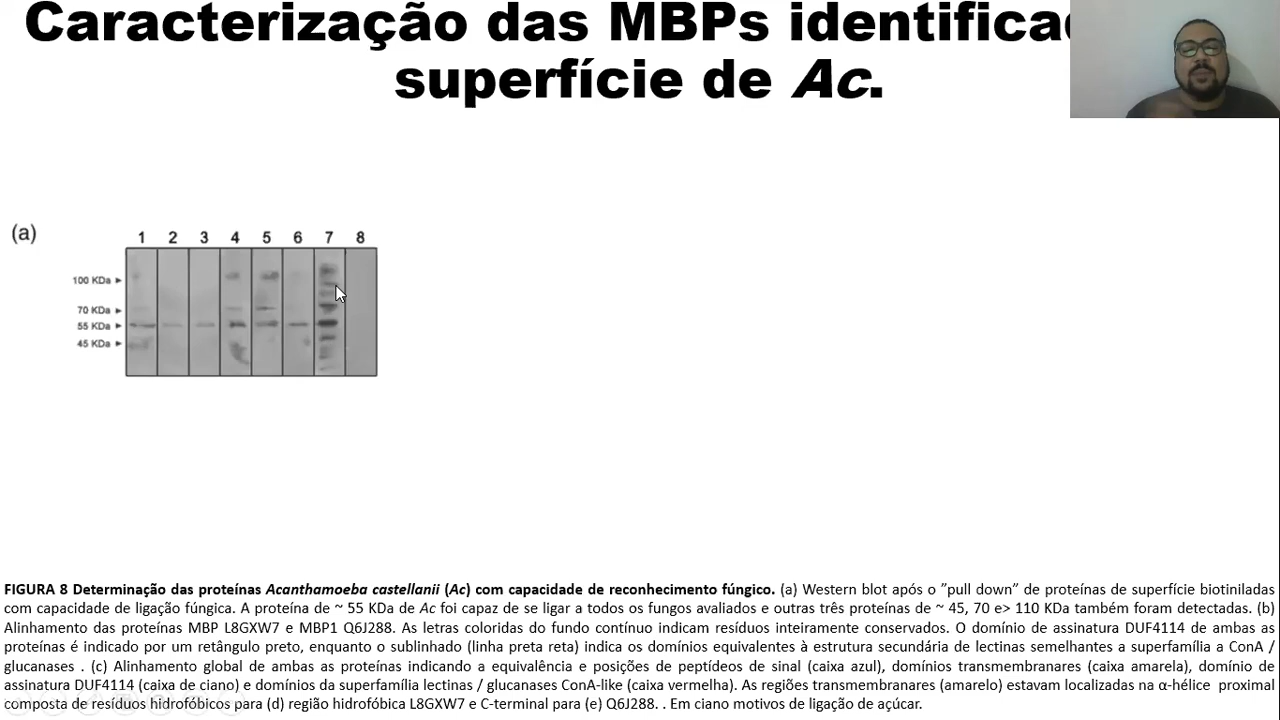 Caracterização das MBPs identificad
superfície de Ac.
(a)
1 2 3 4 5 6 7 8
100 KDa
70 KDa
55 KDa
45 KDa
FIGURA 8 Determinação das proteínas Acanthamoeba castellanii (Ac) com capacidade de reconhecimento fúngico. (a) Western blot após o ”pull down” de proteínas de superfície biotiniladas
com capacidade de ligação fúngica. A proteína de ~ 55 KDa de Ac foi capaz de se ligar a todos os fungos avaliados e outras três proteínas de ~ 45, 70 e> 110 KDa também foram detectadas. (b)
Alinhamento das proteínas MBP L8GXW7 e MBP1 Q6J288. As letras coloridas do fundo contínuo indicam resíduos inteiramente conservados. O domínio de assinatura DUF4114 de ambas as
proteínas é indicado por um retângulo preto, enquanto o sublinhado (linha preta reta) indica os domínios equivalentes à estrutura secundária de lectinas semelhantes a superfamília a ConA /
glucanases . (c) Alinhamento global de ambas as proteínas indicando a equivalência e posições de peptídeos de sinal (caixa azul), domínios transmembranares (caixa amarela), domínio de
assinatura DUF4114 (caixa de ciano) e domínios da superfamília lectinas / glucanases ConA-like (caixa vermelha). As regiões transmembranares (amarelo) estavam localizadas na α-hélice proximal
composta de resíduos hidrofóbicos para (d) região hidrofóbica L8GXW7 e C-terminal para (e) Q6J288. . Em ciano motivos de ligação de açúcar.